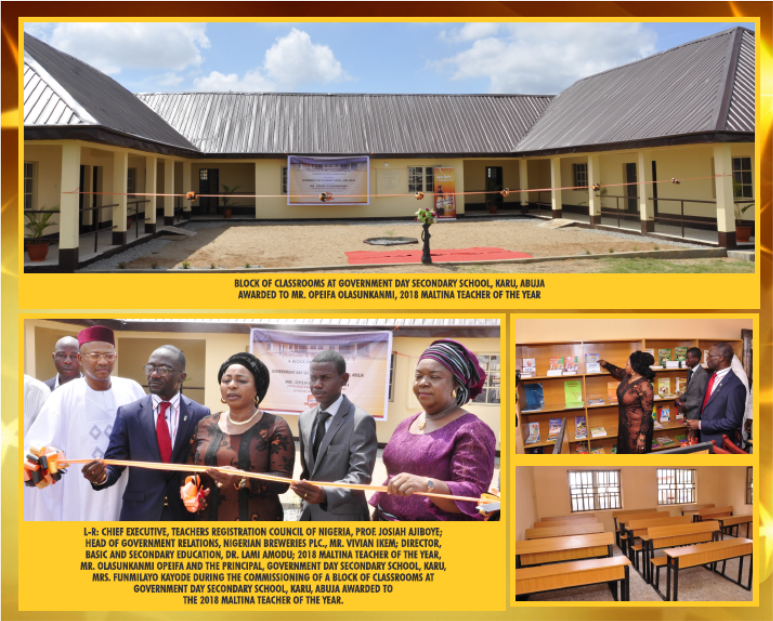 BLOCK OF CLASSROOMS AT GOVERNMENT DAY SECONDARY SCHOOL, KARU, ABUJA
AWARDED TO MR. OPEIFA OLASUNKANMI, 2018 MALTINA TEACHER OF THE YEAR
L-R: CHIEF EXECUTIVE, TEACHERS REGISTRATION COUNCIL OF NIGERIA, PROF. JOSIAH AJIBOYE;
HEAD OF GOVERNMENT RELATIONS, NIGERIAN BREWERIES PLC., MR. VIVIAN IKEM; DIRECTOR,
BASIC AND SECONDARY EDUCATION, DR. LAMI AMODU; 2018 MALTINA TEACHER OF THE YEAR,
MR. OLASUNKANMI OPEIFA AND THE PRINCIPAL, GOVERNMENT DAY SECONDARY SCHOOL, KARU,
MRS. FUNMILAYO KAYODE DURING THE COMMISSIONING OF A BLOCK OF CLASSROOMS AT
GOVERNMENT DAY SECONDARY SCHOOL, KARU, ABUJA AWARDED TO
THE 2018 MALTINA TEACHER OF THE YEAR.